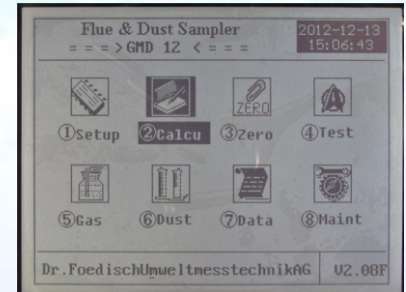 Flue & Dust Sampler
= = = > GMD 12 < = = =
2012-12-13
15:06:43
ZERO
①Setup ②Calcu ③Zero ④Test
⑤Gas ⑥Dust ⑦Data ⑧Maint
Dr.FoedischUmweltmesstechnikAG V2.08F